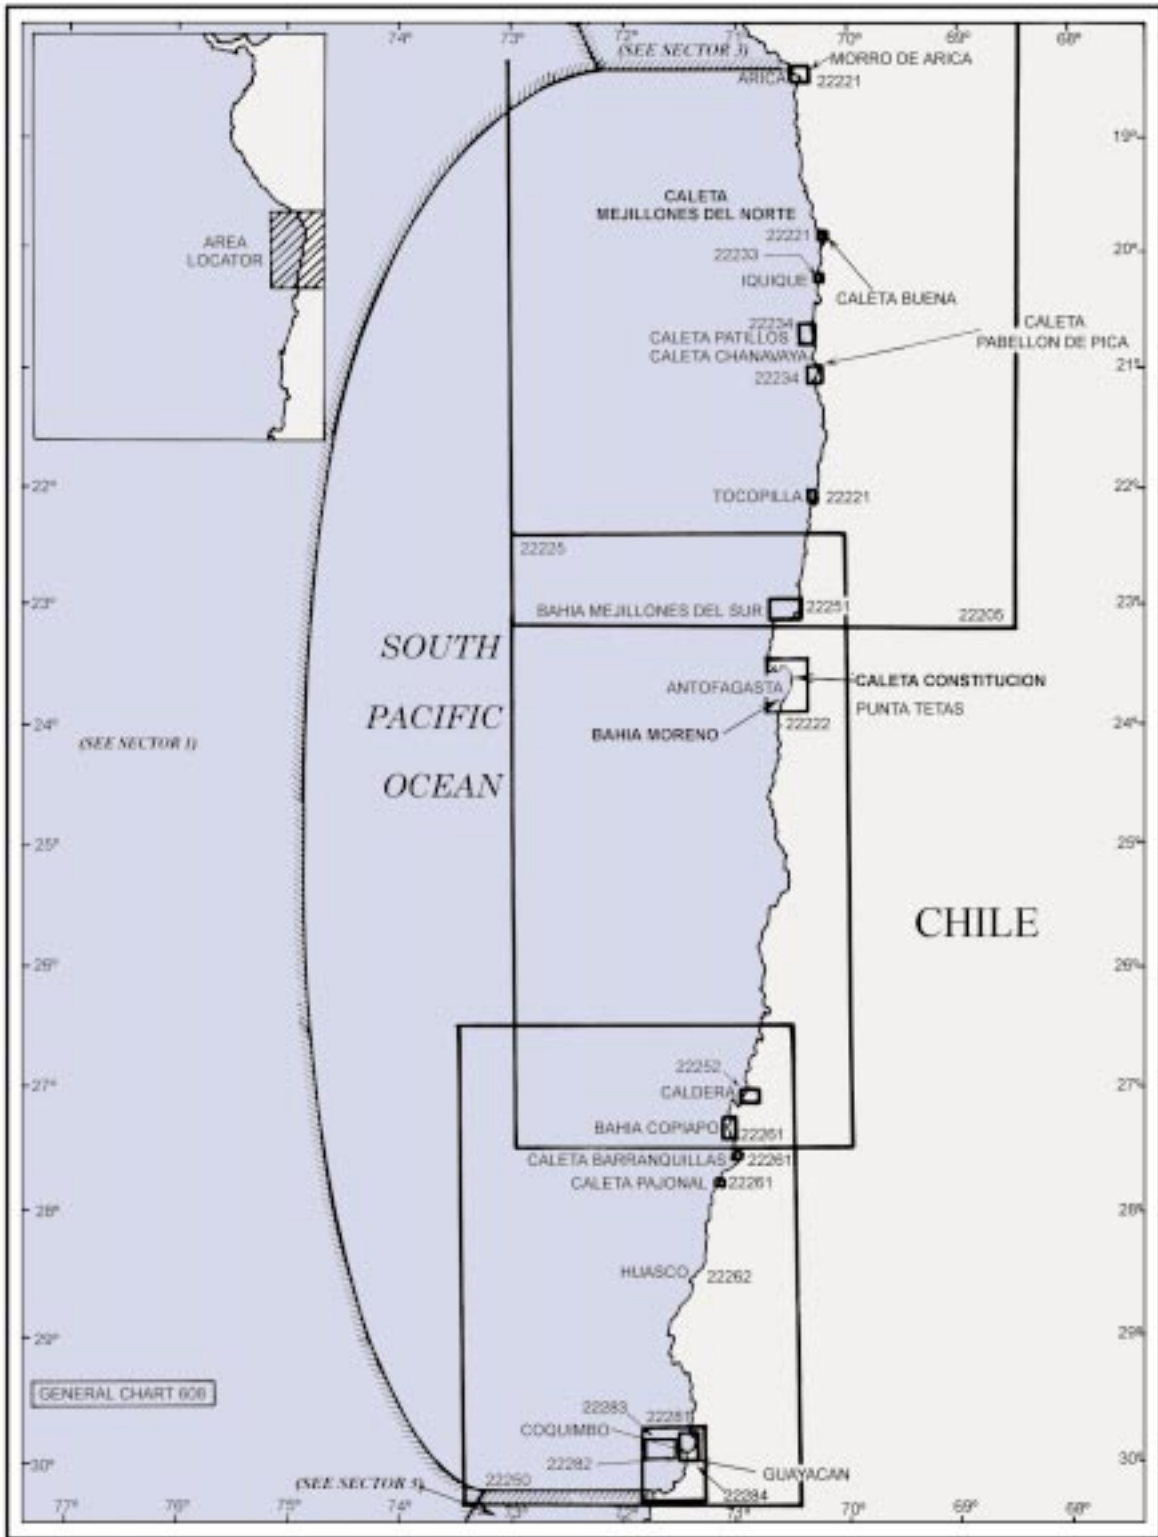 74° 73° 72° 71° 70° 69° 68°
(SEE SECTOR 3)
MORRO DE ARICA
ARICA
22221
19°
CALETA
MEJILLONES DEL NORTE
22221
20°
22233
AREA
LOCATOR
IQUIQUE
CALETA BUENA
22234
CALETA
CALETA PATILLOS
PABELLON DE PICA
CALETA CHANAVAYA
21°
22234
22° 22°
TOCOPILLA 22221
22225
23° 23°
BAHIA MEJILLONES DEL SUR 22251
22205
SOUTH
PACIFIC
OCEAN
CALETA CONSTITUCION
ANTOFAGASTA
PUNTA TETAS
22222
24°
BAHIA MORENO
(SEE SECTOR 1)
25° 25°
CHILE
26° 26°
22252
27° 27°
CALDERA
BAHIA COPIAPO
22261
CALETA BARRANQUILLAS 22261
CALETA PAJONAL 22261
28° 28°
HUASCO 22262
29° 29°
GENERAL CHART 608
22283 22281
COQUIMBO
22282
30° 30°
GUAYACAN
(SEE SECTOR 5)
22250
22284
77° 76° 75° 74° 73° 72° 71° 70° 69° 68°